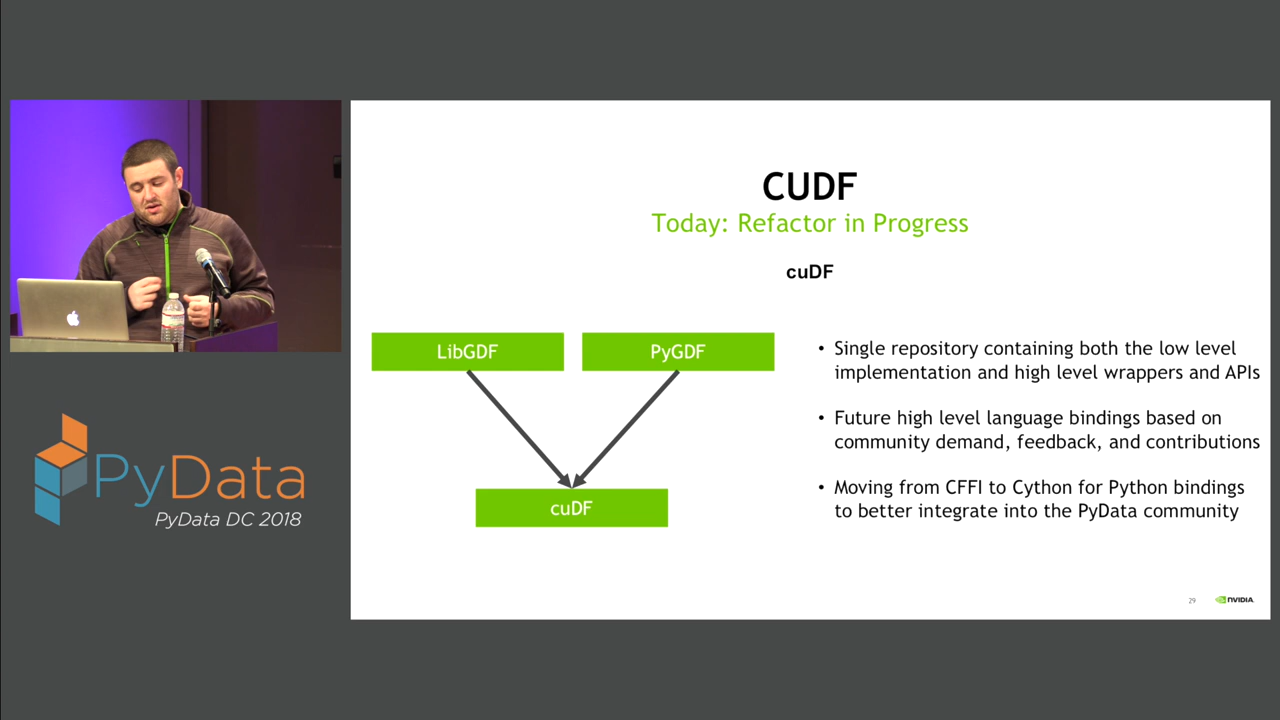 CUDF
Today: Refactor in Progress
cuDF
LibGDF
PyGDF
cuDF
• Single repository containing both the low level
implementation and high level wrappers and APIs
• Future high level language bindings based on
community demand, feedback, and contributions
• Moving from CFFI to Cython for Python bindings
to better integrate into the PyData community
29
NVIDIA
PyData
PyData DC 2018